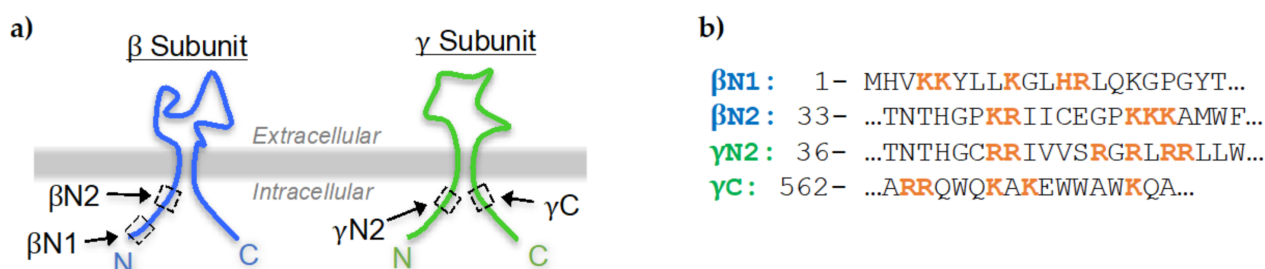 a)
β Subunit
γ Subunit
Extracellular
Intracellular
βN2
βN1
N
C
γN2
γC
N
C
b)
βN1: 1- MHVKKYLLKGLHRLQKGPGYT…
βN2: 33- …TNTHGPKRIICEGPKKKAMWF…
γN2: 36- …TNTHGCRRIVVSRGRLRRLLW…
γC: 562- …ARRQWQKAKEWWAWKQA…